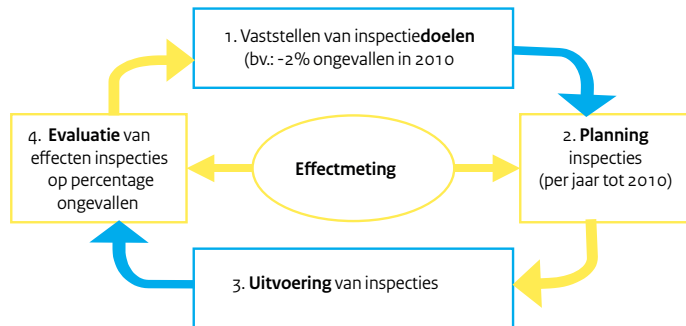 1. Vaststellen van inspectiedoelen
(bv.: -2% ongevallen in 2010
2. Planning
inspecties
(per jaar tot 2010)
3. Uitvoering van inspecties
4. Evaluatie van
effecten inspecties
op percentage
ongevallen
Effectmeting